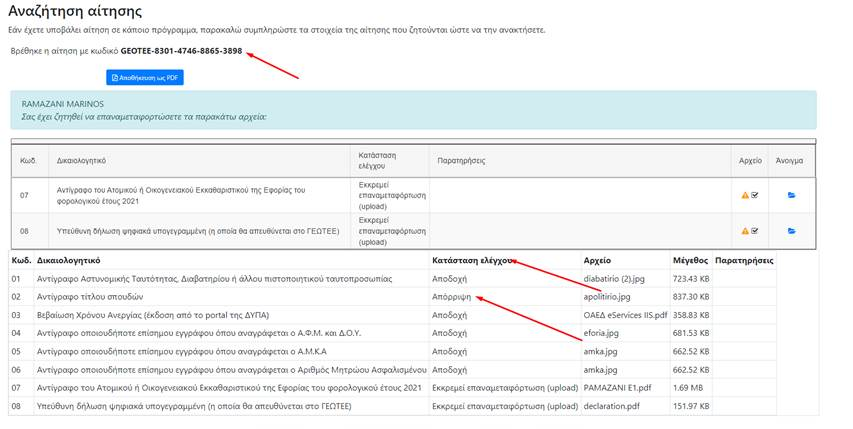 Αναζήτηση αίτησης
Εάν έχετε υποβάλει αίτηση σε κάποιο πρόγραμμα, παρακαλώ συμπληρώστε τα στοιχεία της αίτησης που ζητούνται ώστε να την ανακτήσετε.
Βρέθηκε η αίτηση με κωδικό GEOTEE-8301-4746-8865-3898
Αποθήκευση ως PDF
RAMAZANI MARINOS
Σας έχει ζητηθεί να επαναμεταφορτώσετε τα παρακάτω αρχεία:
Κωδ. Δικαιολογητικό Κατάσταση ελέγχου Παρατηρήσεις Αρχείο Άνοιγμα
07 Αντίγραφο του Ατομικού ή Οικογενειακού Εκκαθαριστικού της Εφορίας του φορολογικού έτους 2021 Εκκρεμεί επαναμεταφόρτωση (upload)
08 Υπεύθυνη δήλωση ψηφιακά υπογεγραμμένη (η οποία θα απευθύνεται στο ΓΕΩΤΕΕ) Εκκρεμεί επαναμεταφόρτωση (upload)
Κωδ. Δικαιολογητικό Κατάσταση ελέγχου Αρχείο Μέγεθος Παρατηρήσεις
01 Αντίγραφο Αστυνομικής Ταυτότητας, Διαβατηρίου ή άλλου πιστοποιητικού ταυτοπροσωπίας Αποδοχή diabatirio (2).jpg 723.43 KB
02 Αντίγραφο τίτλου σπουδών Απόρριψη apolitirio.jpg 837.30 KB
03 Βεβαίωση Χρόνου Ανεργίας (έκδοση από το portal της ΔΥΠΑ) Αποδοχή ΟΑΕΔ eServices IIS.pdf 358.83 KB
04 Αντίγραφο οποιουδήποτε επίσημου εγγράφου όπου αναγράφεται ο Α.Φ.Μ. και Δ.Ο.Υ. Αποδοχή eforia.jpg 681.53 KB
05 Αντίγραφο οποιουδήποτε επίσημου εγγράφου όπου αναγράφεται ο Α.Μ.Κ.Α Αποδοχή amka.jpg 662.52 KB
06 Αντίγραφο οποιουδήποτε επίσημου εγγράφου όπου αναγράφεται ο Αριθμός Μητρώου Ασφαλισμένου Αποδοχή amka.jpg 662.52 KB
07 Αντίγραφο του Ατομικού ή Οικογενειακού Εκκαθαριστικού της Εφορίας του φορολογικού έτους 2021 Εκκρεμεί επαναμεταφόρτωση (upload) PAMAZANI E1.pdf 1.69 MB
08 Υπεύθυνη δήλωση ψηφιακά υπογεγραμμένη (η οποία θα απευθύνεται στο ΓΕΩΤΕΕ) Εκκρεμεί επαναμεταφόρτωση (upload) declaration.pdf 151.97 KB